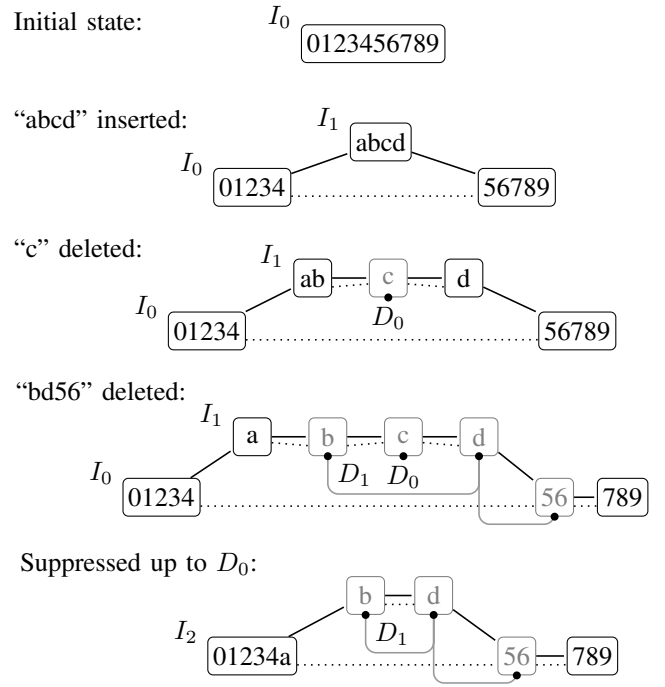 Initial state: I0 0123456789
“abcd” inserted: I1 abcd
I0 01234 56789
“c” deleted: I1 ab c d
D0
I0 01234 56789
“bd56” deleted:
I1 a b c d
D1 D0
I0 01234 56 789
Suppressed up to D0:
b d
D1
I2 01234a 56 789